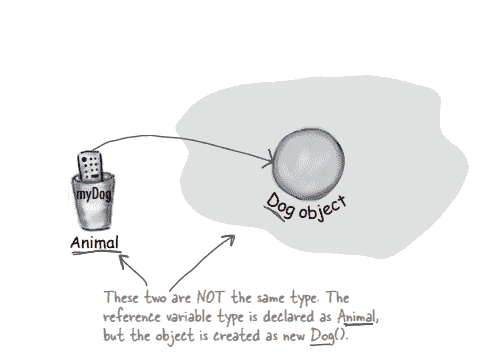 myDog
Dog object
Animal
These two are NOT the same type. The
reference variable type is declared as Animal,
but the object is created as new Dog().